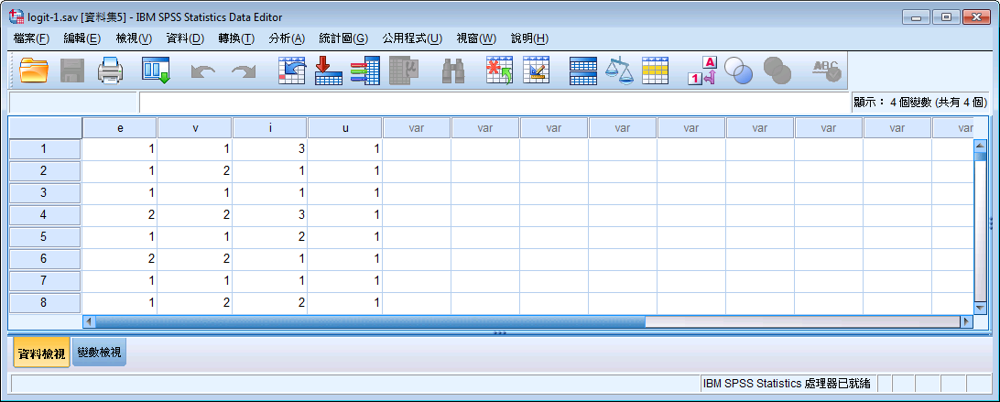 logit-1.sav [資料集5] - IBM SPSS Statistics Data Editor
檔案(F) 編輯(E) 檢視(V) 資料(D) 轉換(T) 分析(A) 統計圖(G) 公用程式(U) 視窗(W) 說明(H)
μ A 1 ABC
顯示： 4 個變數 (共有 4 個)
e v i u var var var var var var var var var
1 1 1 3 1
2 1 2 1 1
3 1 1 1 1
4 2 2 3 1
5 1 1 2 1
6 2 2 1 1
7 1 1 1 1
8 1 2 2 1
資料檢視 變數檢視
IBM SPSS Statistics 處理器已就緒